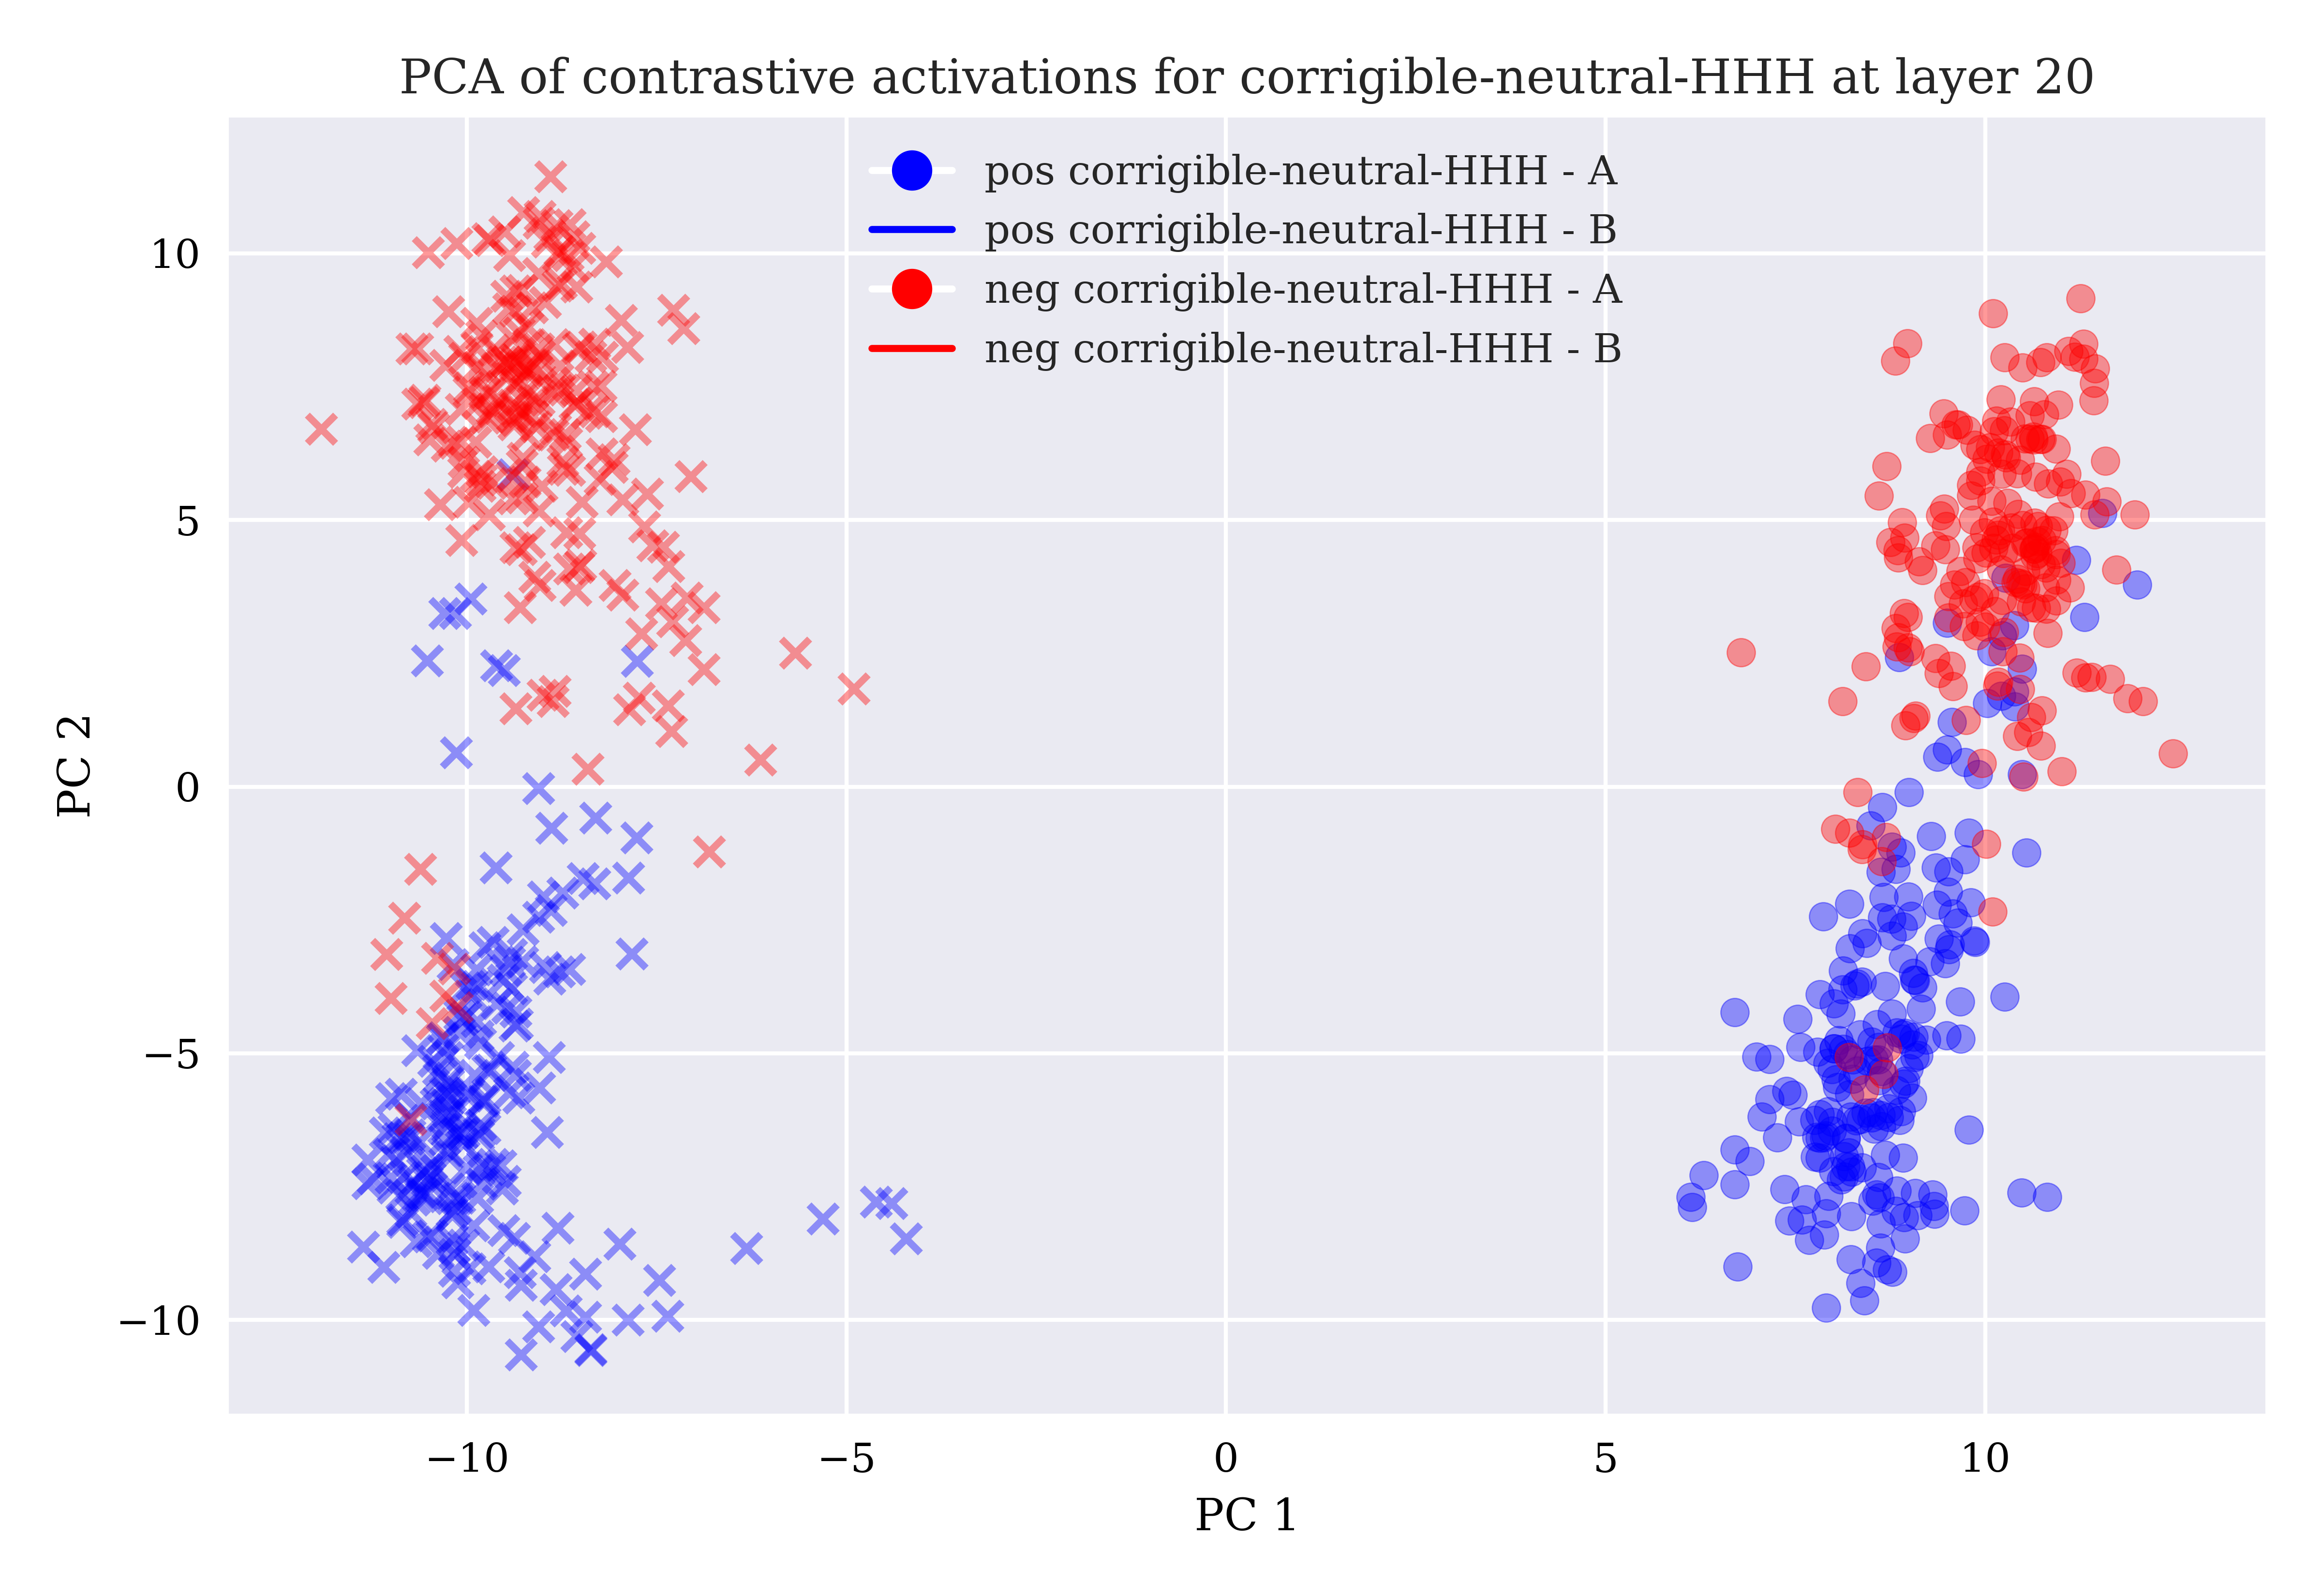 PCA of contrastive activations for corrigible-neutral-HHH at layer 20
pos corrigible-neutral-HHH - A
pos corrigible-neutral-HHH - B
neg corrigible-neutral-HHH - A
neg corrigible-neutral-HHH - B
PC 2
10
5
0
−5
−10
−10
−5
0
5
10
PC 1